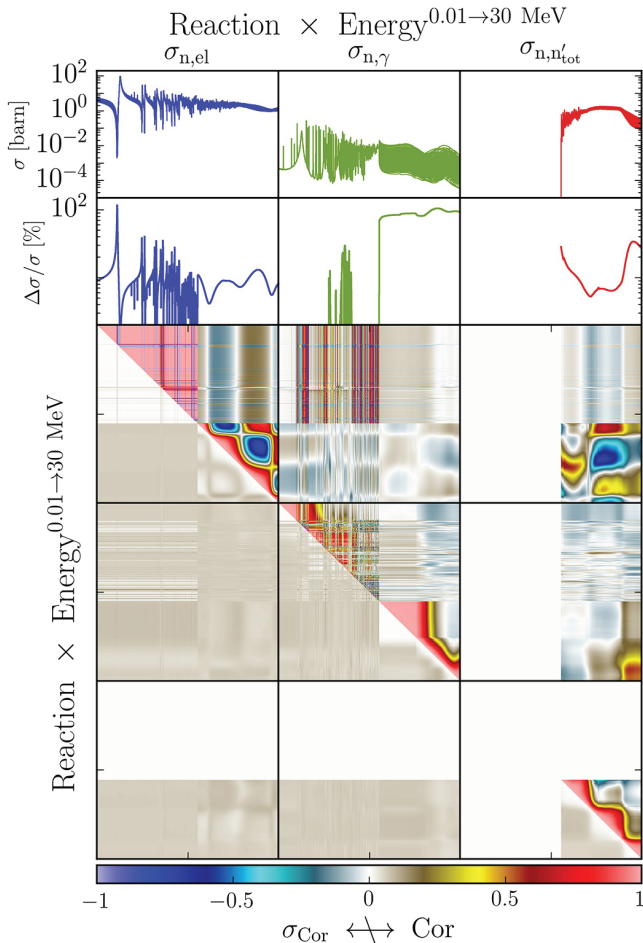 Reaction × Energy^0.01→30 MeV
σ_n,el σ_n,γ σ_n,n′_tot
σ [barn]
10^2
10^0
10^−2
10^−4
Δσ/σ [%]
10^2
Reaction × Energy^0.01→30 MeV
−1 −0.5 0 0.5 1
σ_Cor ⟷̸ Cor